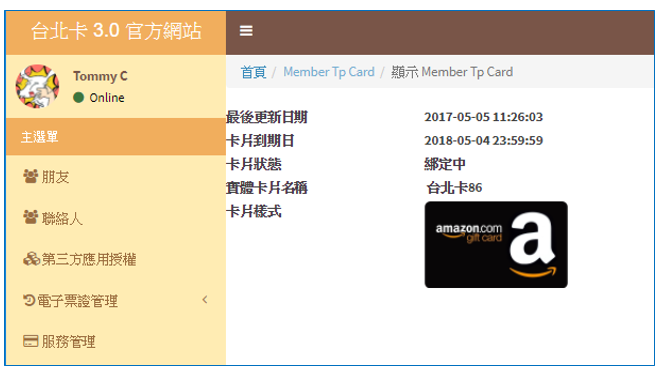 台北卡 3.0 官方網站
首頁 / Member Tp Card / 顯示 Member Tp Card
Tommy C
Online
主選單
朋友
聯絡人
第三方應用授權
電子票證管理
服務管理
最後更新日期 2017-05-05 11:26:03
卡片到期日 2018-05-04 23:59:59
卡片狀態 綁定中
實體卡片名稱 台北卡86
卡片樣式
amazon.com
gift card
a